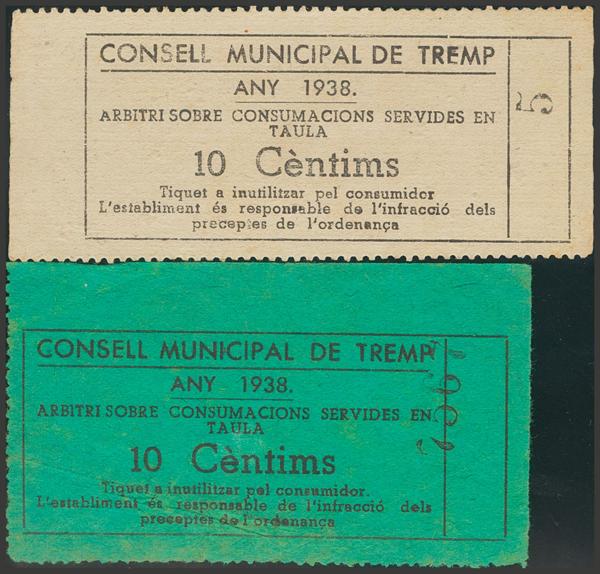 CONSELL MUNICIPAL DE TREMP
ANY 1938.
ARBITRI SOBRE CONSUMACIONS SERVIDES EN
TAULA
10 Cèntims
Tiquet a inutilitzar pel consumidor
L'establiment és responsable de l'infracció dels
preceptes de l'ordenança
5
CONSELL MUNICIPAL DE TREMP
ANY 1938.
ARBITRI SOBRE CONSUMACIONS SERVIDES EN
TAULA
10 Cèntims
Tiquet a inutilitzar pel consumidor.
L'establiment és responsable de l'infracció dels
preceptes de l'ordenança